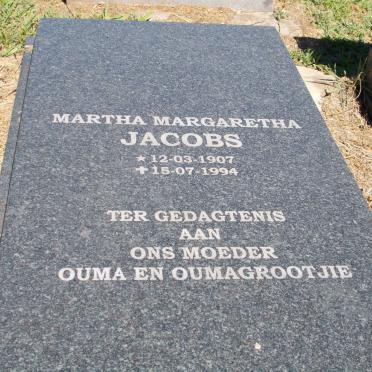 MARTHA MARGARETHA
JACOBS
★ 12-03-1907
✝ 15-07-1994
TER GEDAGTENIS
AAN
ONS MOEDER
OUMA EN OUMAGROOTJIE